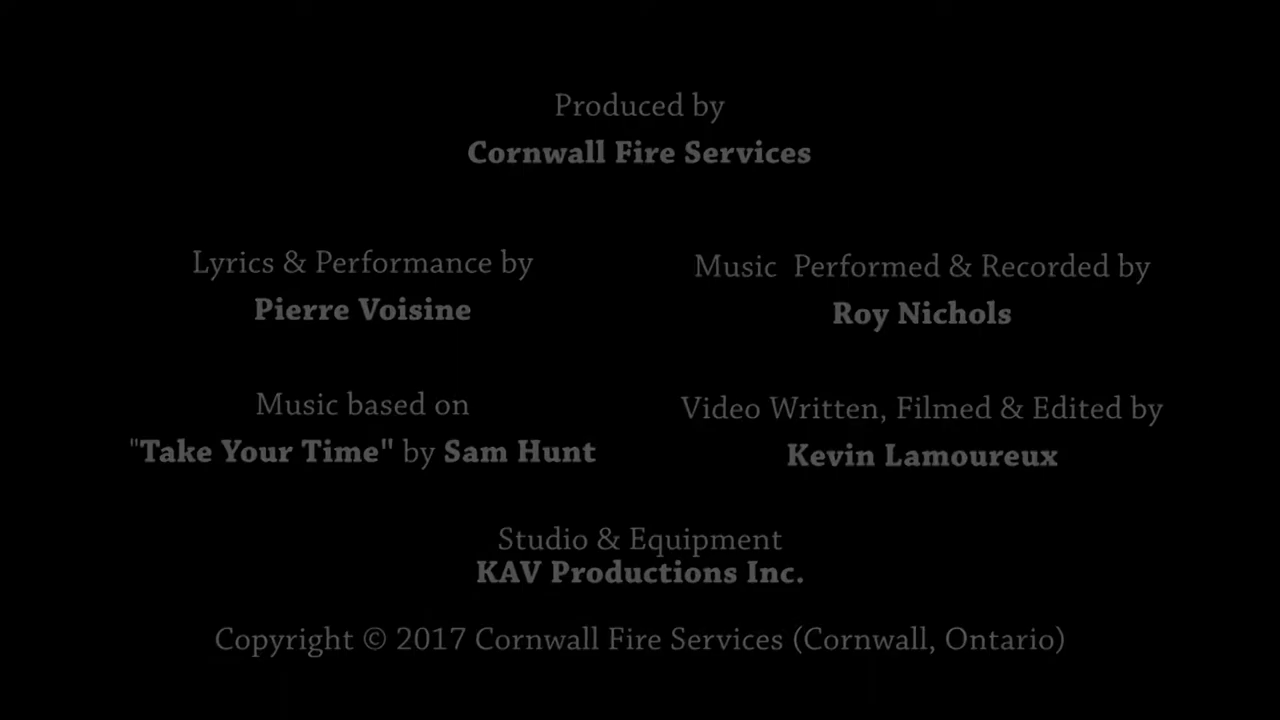 Produced by
Cornwall Fire Services
Lyrics & Performance by
Pierre Voisine
Music Performed & Recorded by
Roy Nichols
Music based on
"Take Your Time" by Sam Hunt
Video Written, Filmed & Edited by
Kevin Lamoureux
Studio & Equipment
KAV Productions Inc.
Copyright © 2017 Cornwall Fire Services (Cornwall, Ontario)